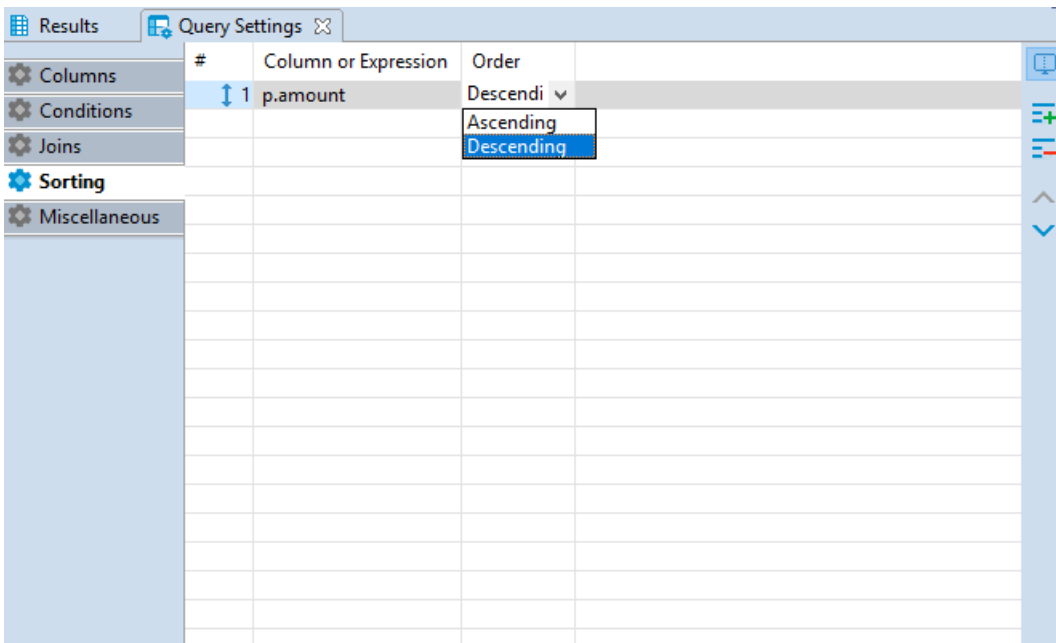 Results Query Settings
# Column or Expression Order
Columns
1 p.amount Descendi
Conditions
Ascending
Joins
Descending
Sorting
Miscellaneous